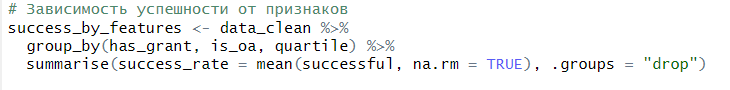 # Зависимость успешности от признаков
success_by_features <- data_clean %>%
  group_by(has_grant, is_oa, quartile) %>%
  summarise(success_rate = mean(successful, na.rm = TRUE), .groups = "drop")